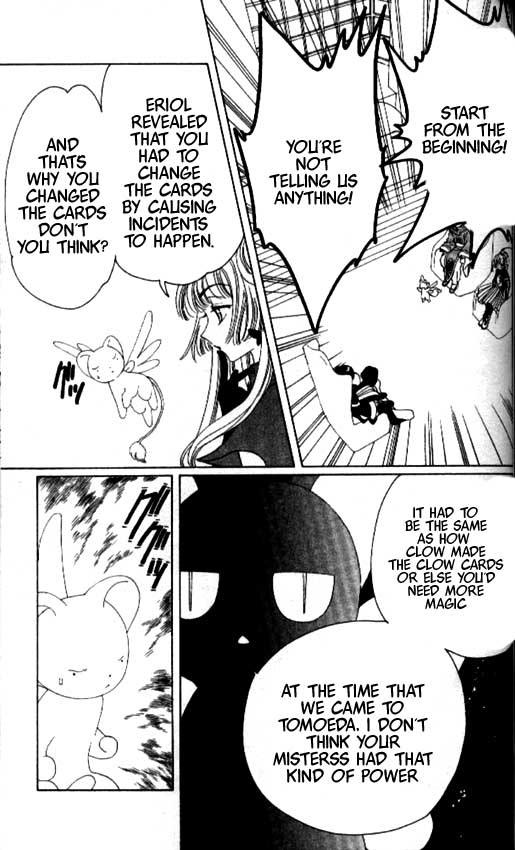 START
FROM THE
BEGINNING!
YOU'RE
NOT
TELLING US
ANYTHING!
ERIOL
REVEALED
THAT YOU
HAD TO
CHANGE
THE CARDS
BY CAUSING
INCIDENTS
TO HAPPEN.
AND
THATS
WHY YOU
CHANGED
THE CARDS
DON'T
YOU THINK?
IT HAD TO
BE THE SAME
AS HOW
CLOW MADE
THE CLOW CARDS
OR ELSE YOU'D
NEED MORE
MAGIC
AT THE TIME THAT
WE CAME TO
TOMOEDA. I DON'T
THINK YOUR
MISTERSS HAD THAT
KIND OF POWER